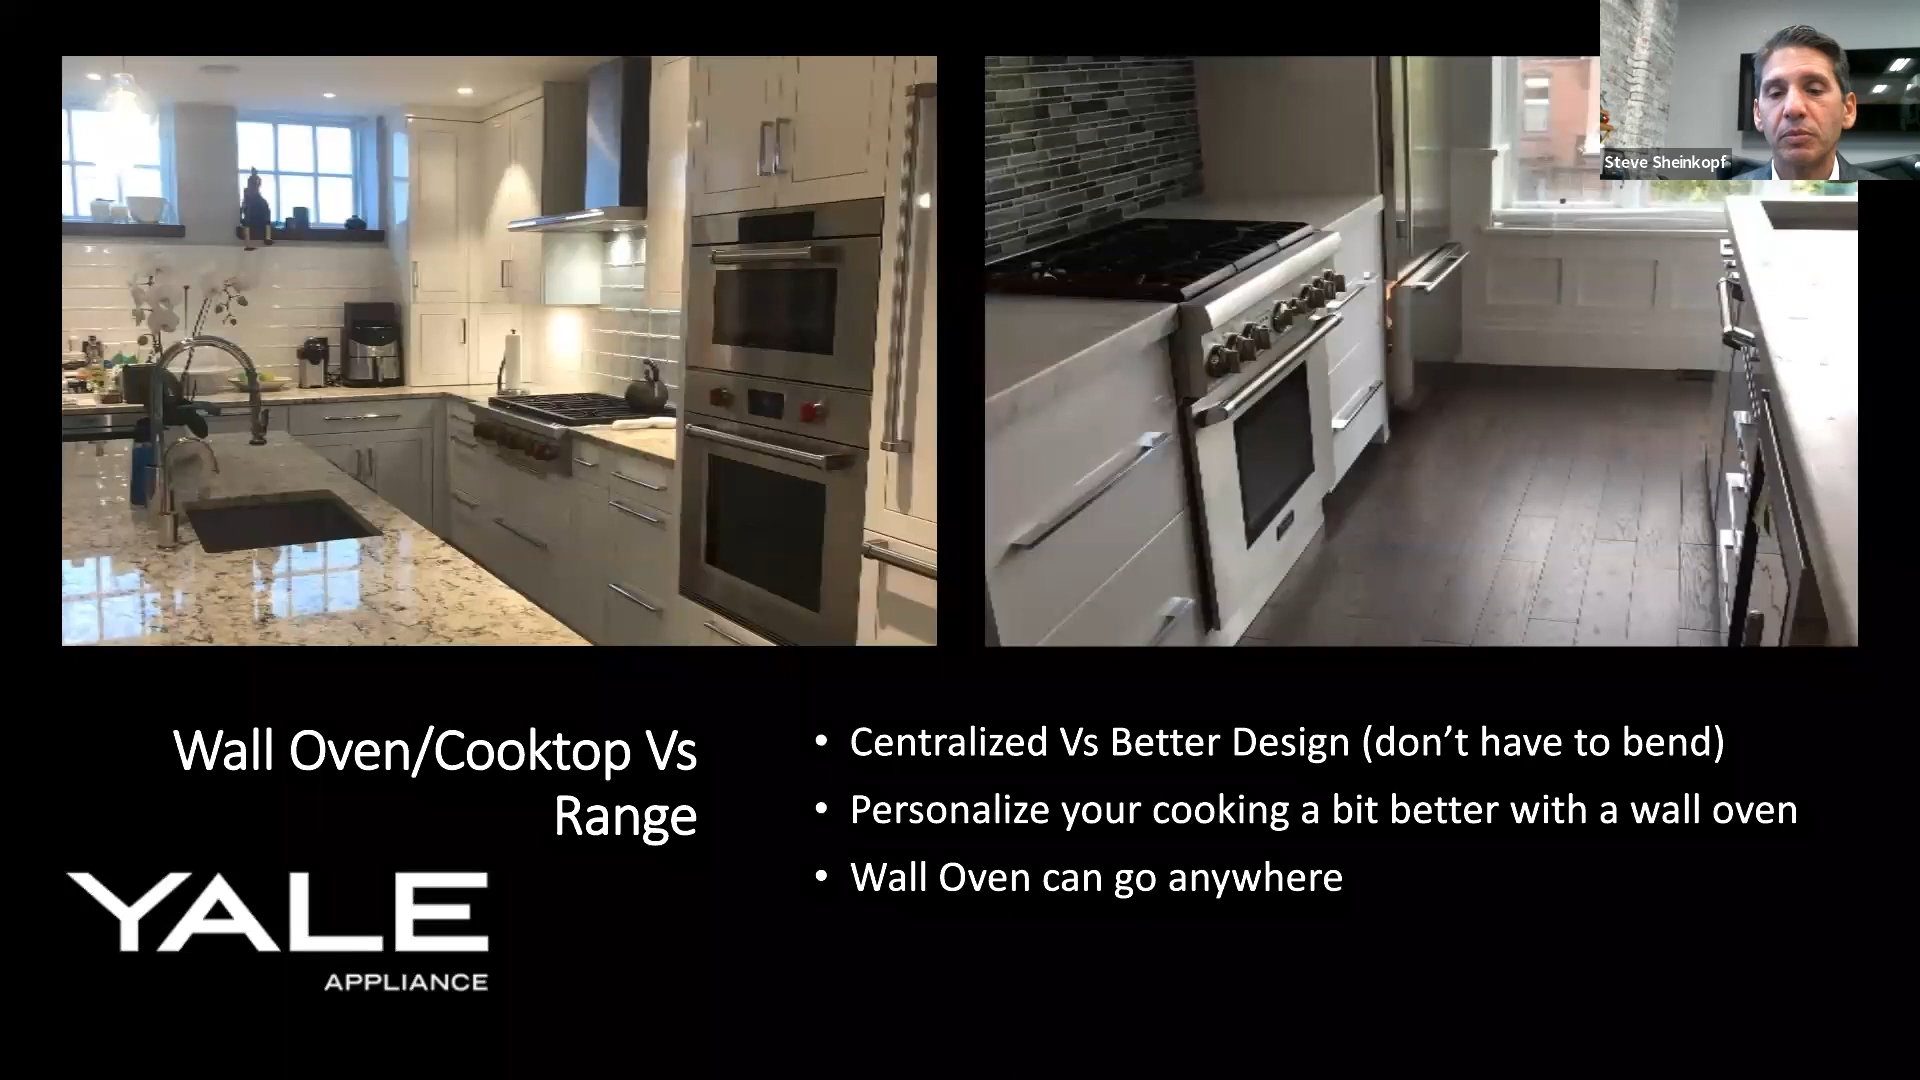 Steve Sheinkopf
Wall Oven/Cooktop Vs
Range
• Centralized Vs Better Design (don’t have to bend)
• Personalize your cooking a bit better with a wall oven
• Wall Oven can go anywhere
YALE
APPLIANCE